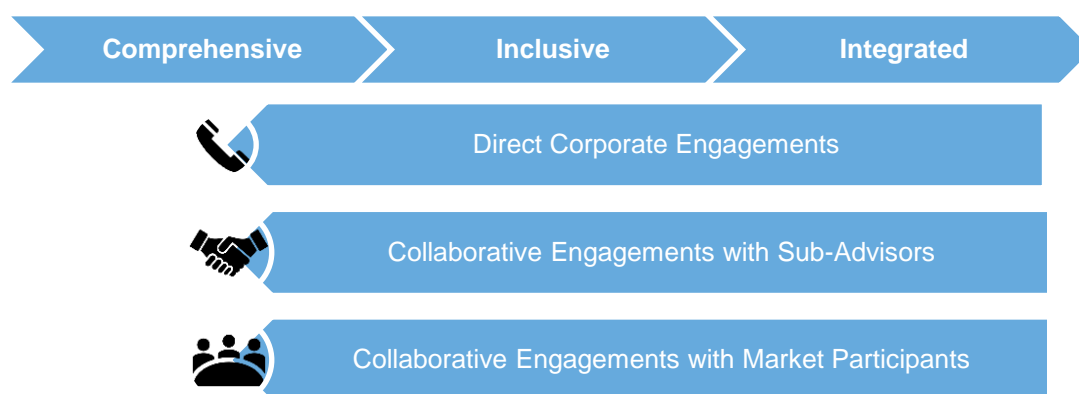 Comprehensive Inclusive Integrated
Direct Corporate Engagements
Collaborative Engagements with Sub-Advisors
Collaborative Engagements with Market Participants